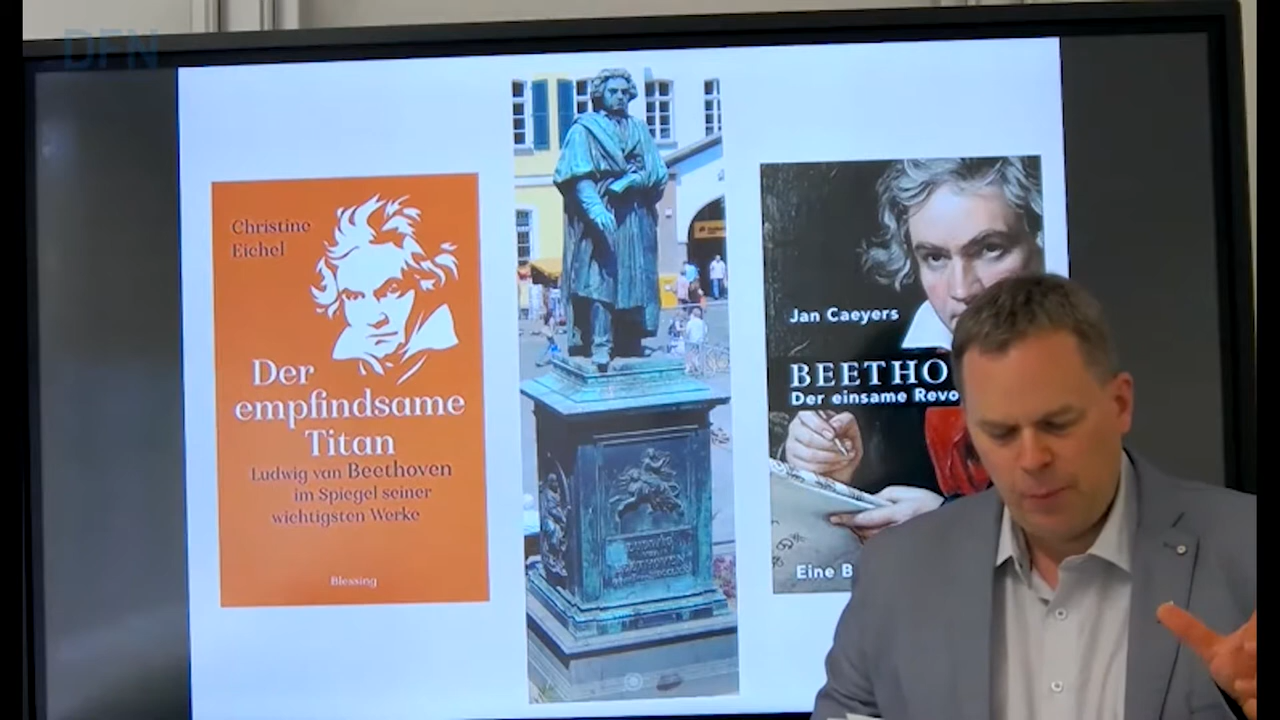 DFN
Christine
Eichel
Der
empfindsame
Titan
Ludwig van Beethoven
im Spiegel seiner
wichtigsten Werke
Blessing
Jan Caeyers
BEETHO
Der einsame Revo
Eine B